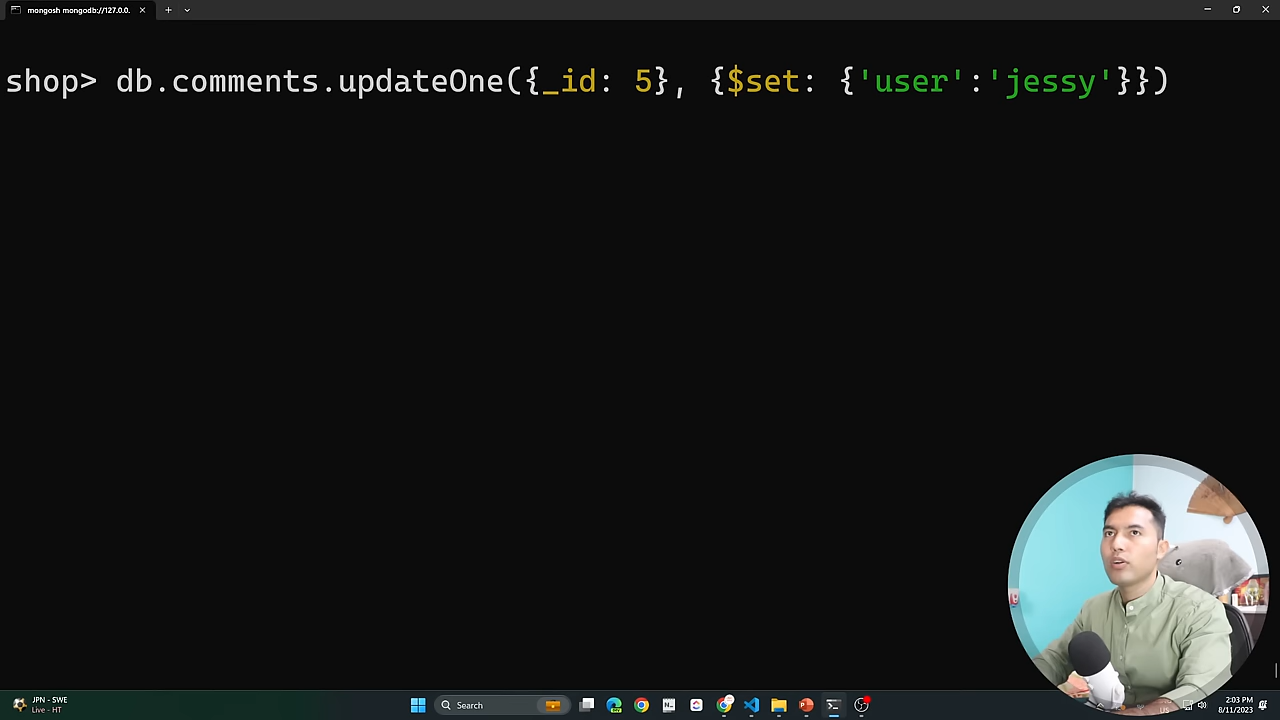 mongosh mongodb://127.0.0.
shop> db.comments.updateOne({_id: 5}, {$set: {'user':'jessy'}})
JPN - SWE
Live - HT
Search
2:03 PM
8/11/2023